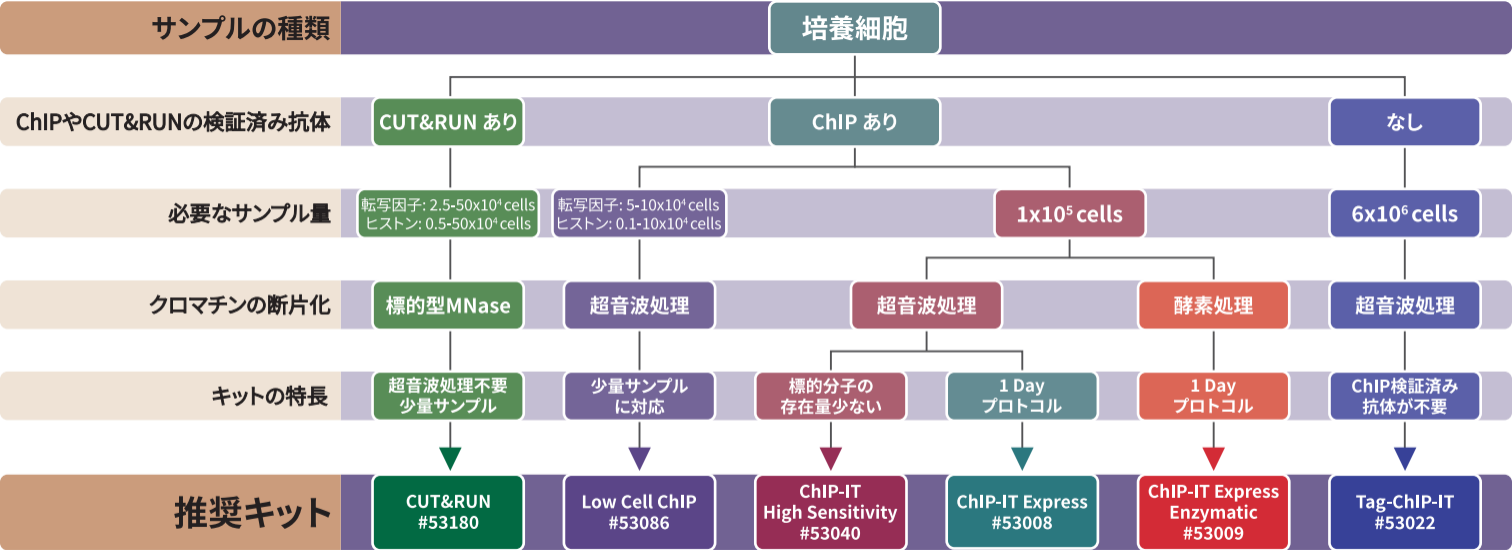 サンプルの種類
培養細胞
ChIPやCUT&RUNの検証済み抗体
CUT&RUN あり
ChIP あり
なし
必要なサンプル量
転写因子: 2.5-50x10⁴ cells
ヒストン: 0.5-50x10⁴ cells
転写因子: 5-10x10⁴ cells
ヒストン: 0.1-10x10⁴ cells
1x10⁵ cells
6x10⁶ cells
クロマチンの断片化
標的型MNase
超音波処理
超音波処理
酵素処理
超音波処理
キットの特長
超音波処理不要
少量サンプル
少量サンプル
に対応
標的分子の
存在量少ない
1 Day
プロトコル
1 Day
プロトコル
ChIP検証済み
抗体が不要
推奨キット
CUT&RUN
#53180
Low Cell ChIP
#53086
ChIP-IT
High Sensitivity
#53040
ChIP-IT Express
#53008
ChIP-IT Express
Enzymatic
#53009
Tag-ChIP-IT
#53022